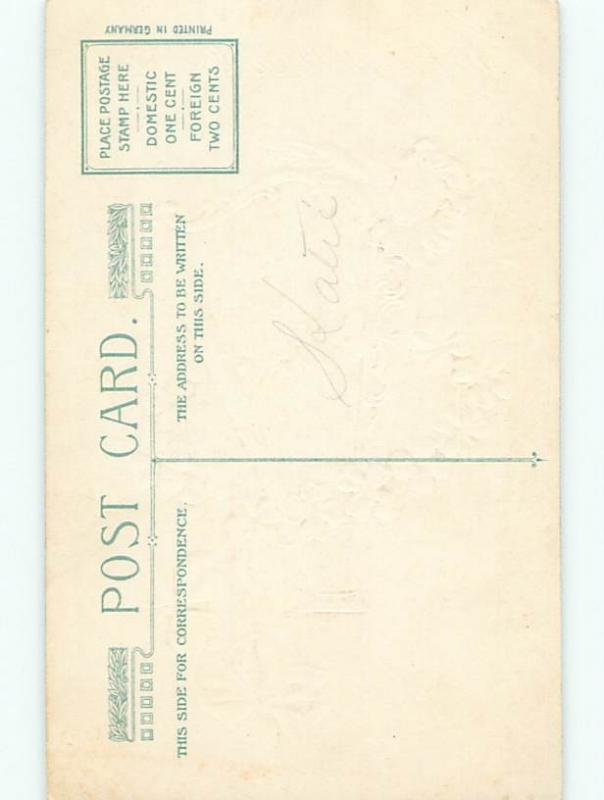 PRINTED IN GERMANY
PLACE POSTAGE
STAMP HERE
DOMESTIC
ONE CENT
FOREIGN
TWO CENTS
POST CARD.
THIS SIDE FOR CORRESPONDENCE.
THE ADDRESS TO BE WRITTEN
ON THIS SIDE.
Katie